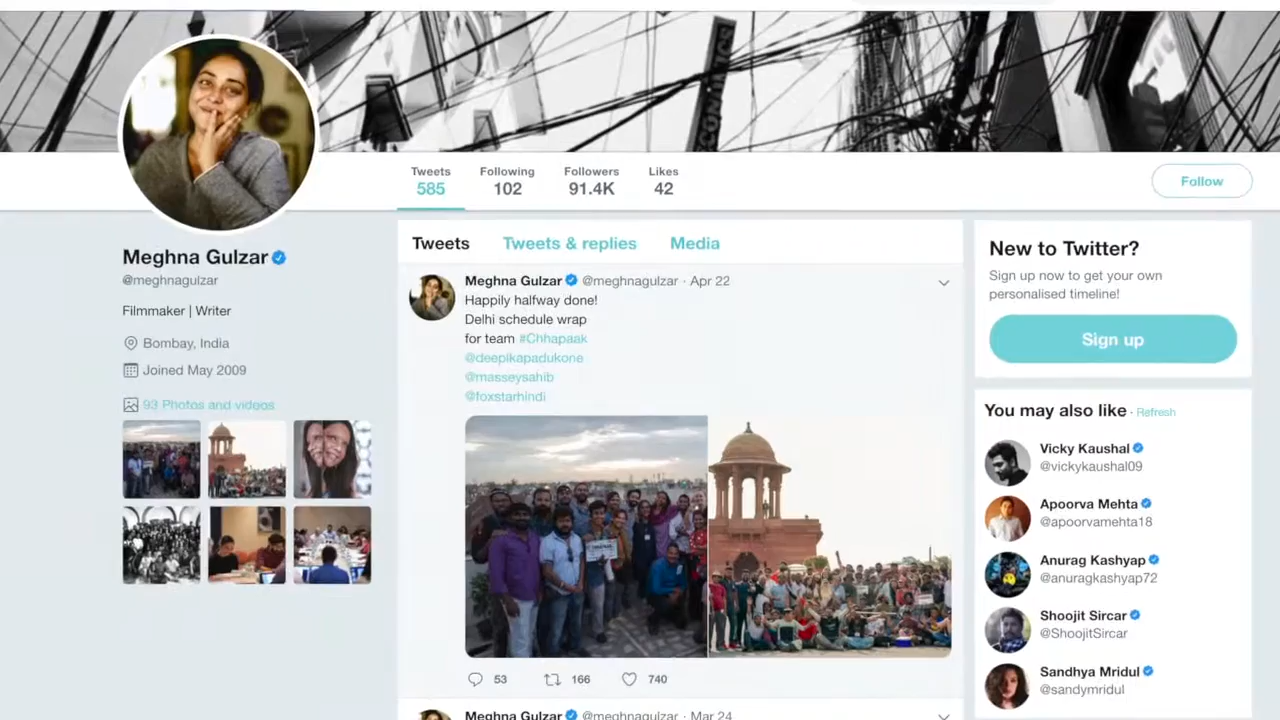 COMICS
Tweets
585
Following
102
Followers
91.4K
Likes
42
Follow
Meghna Gulzar
@meghnagulzar
Filmmaker | Writer
Bombay, India
Joined May 2009
93 Photos and videos
Tweets
Tweets & replies
Media
Meghna Gulzar @meghnagulzar · Apr 22
Happily halfway done!
Delhi schedule wrap
for team #Chhapaak
@deepikapadukone
@masseysahib
@foxstarhindi
53
166
740
Meghna Gulzar @meghnagulzar · Mar 24
New to Twitter?
Sign up now to get your own
personalised timeline!
Sign up
You may also like · Refresh
Vicky Kaushal
@vickykaushal09
Apoorva Mehta
@apoorvamehta18
Anurag Kashyap
@anuragkashyap72
Shoojit Sircar
@ShoojitSircar
Sandhya Mridul
@sandymridul